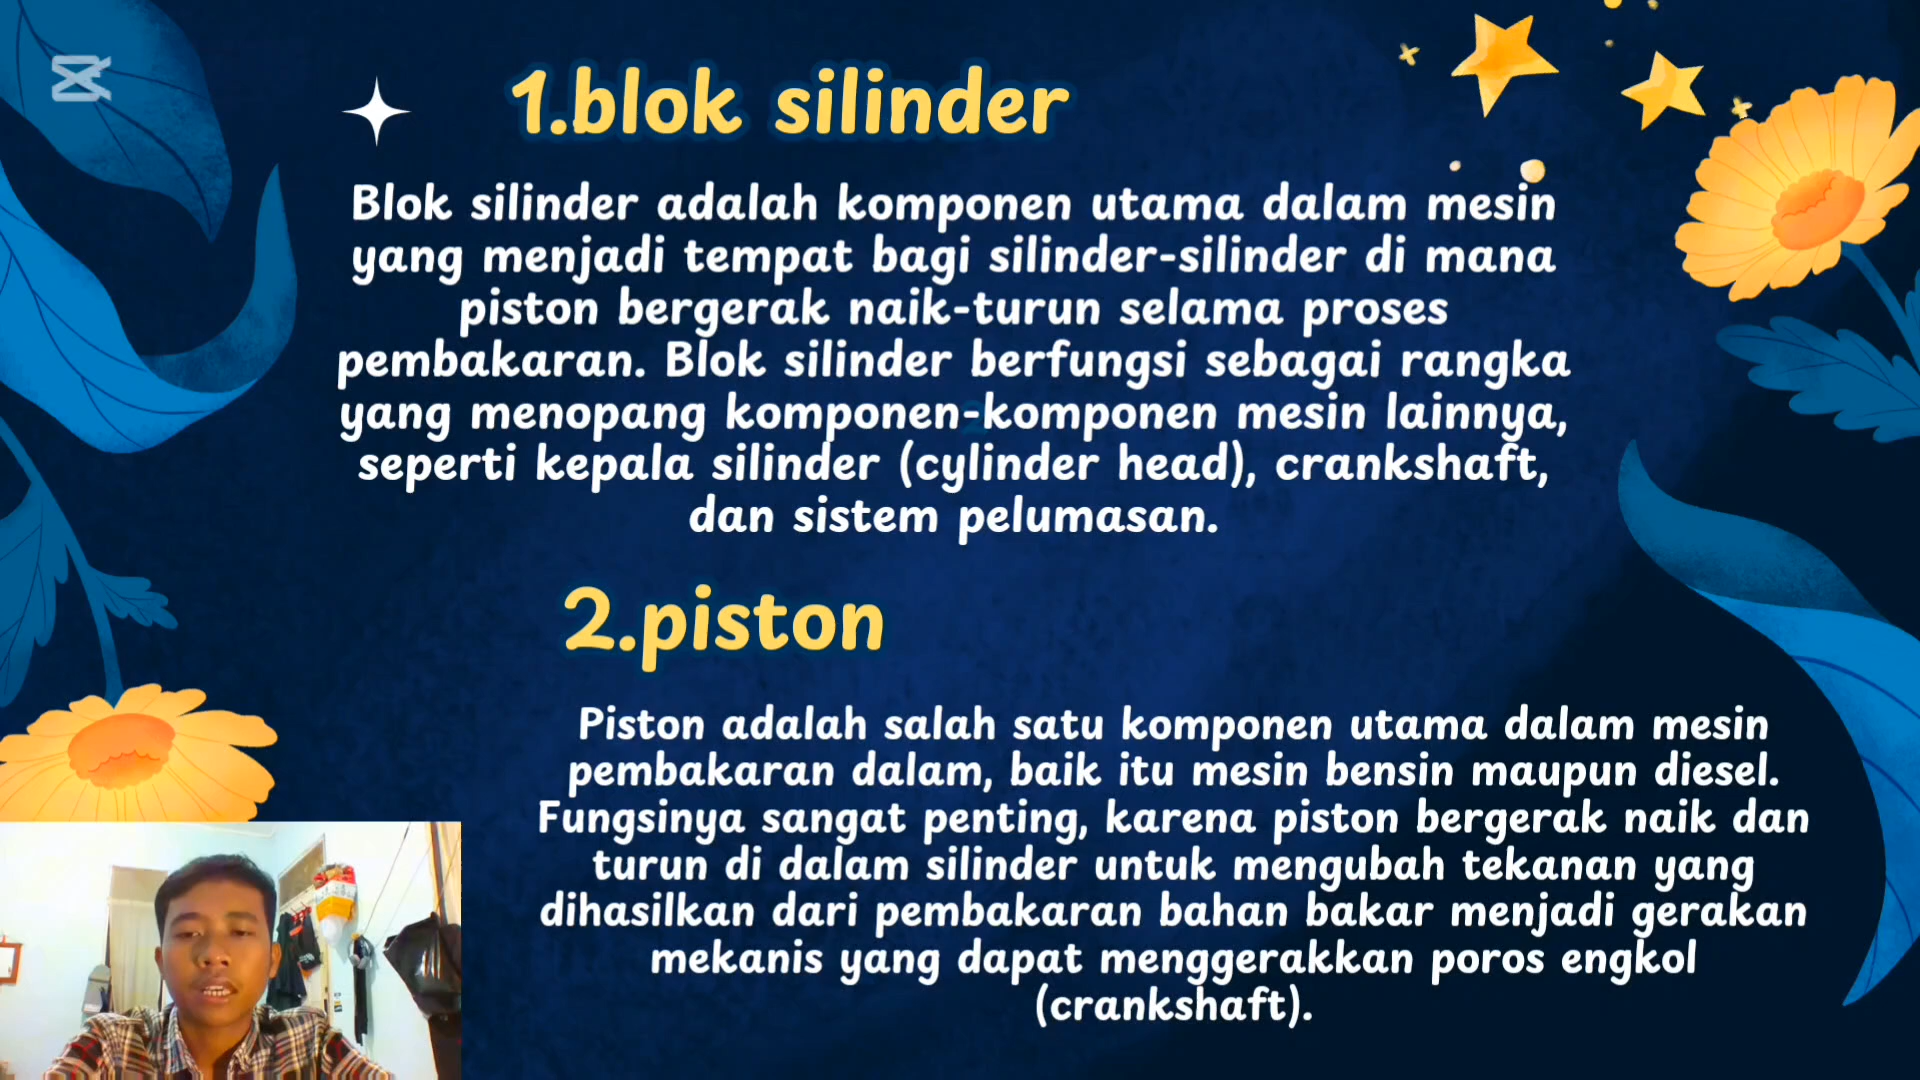 1.blok silinder
Blok silinder adalah komponen utama dalam mesin
yang menjadi tempat bagi silinder-silinder di mana
piston bergerak naik-turun selama proses
pembakaran. Blok silinder berfungsi sebagai rangka
yang menopang komponen-komponen mesin lainnya,
seperti kepala silinder (cylinder head), crankshaft,
dan sistem pelumasan.
2.piston
Piston adalah salah satu komponen utama dalam mesin
pembakaran dalam, baik itu mesin bensin maupun diesel.
Fungsinya sangat penting, karena piston bergerak naik dan
turun di dalam silinder untuk mengubah tekanan yang
dihasilkan dari pembakaran bahan bakar menjadi gerakan
mekanis yang dapat menggerakkan poros engkol
(crankshaft).